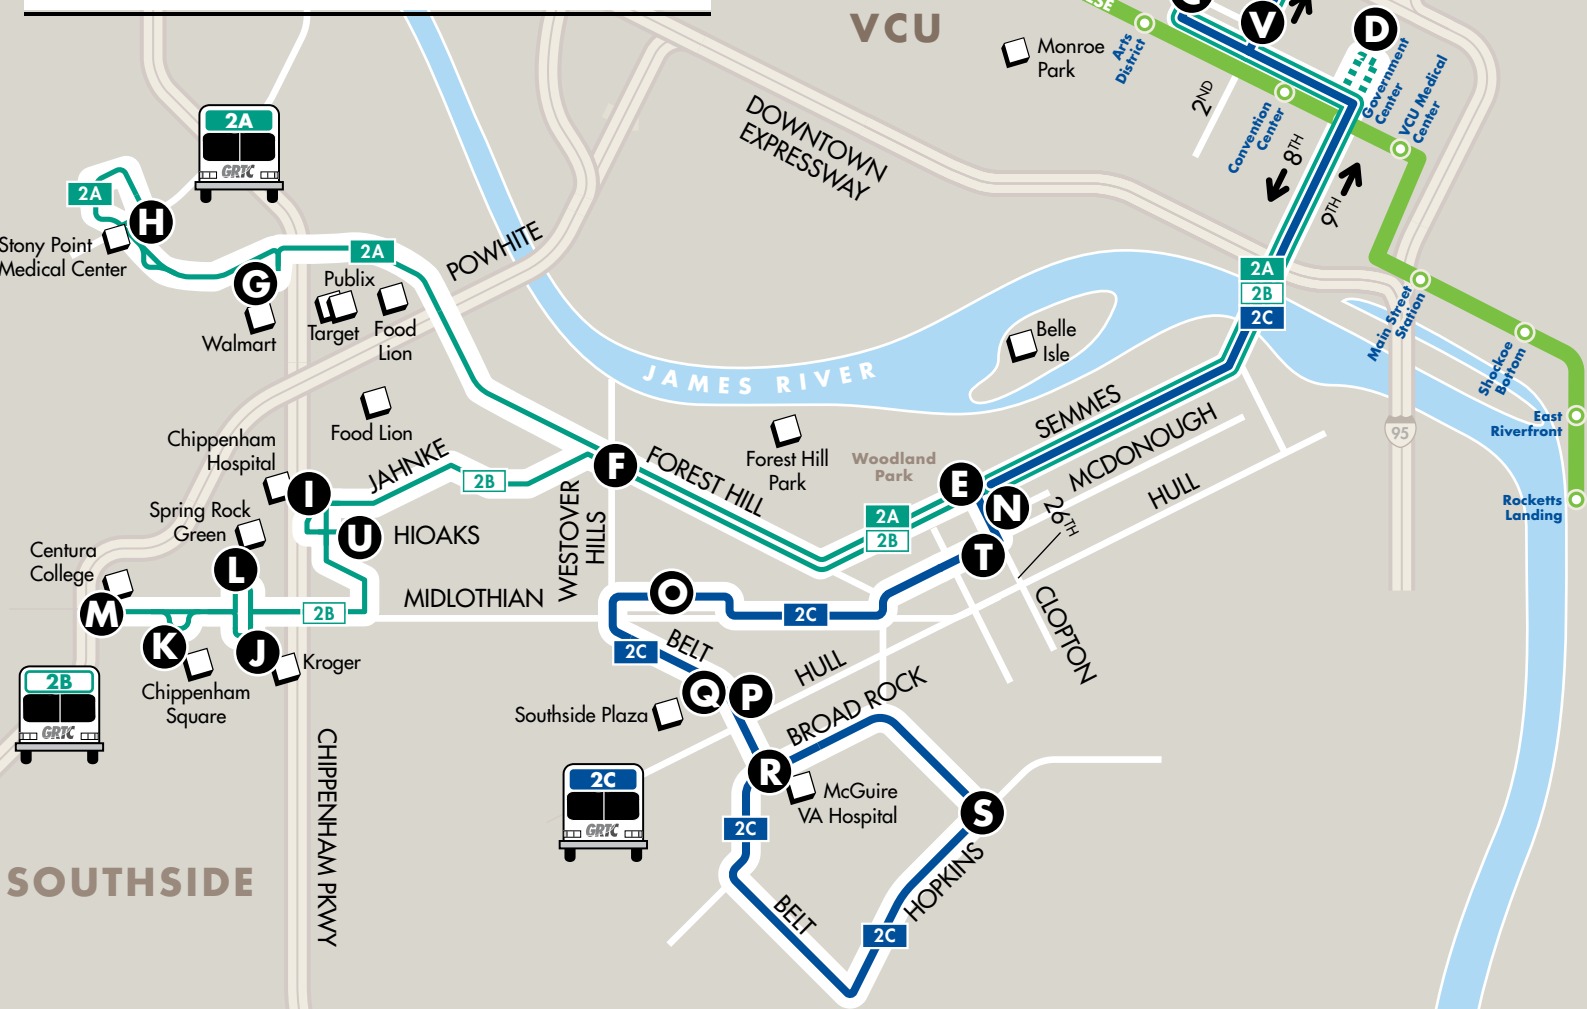 VCU
Monroe
Park
Arts
District
V
D
Government
Center
VCU Medical
Center
2ND
Convention
Center
8TH
9TH
DOWNTOWN
EXPRESSWAY
2A
GRTC
2A
H
Stony Point
Medical Center
2A
G
Walmart
Publix
Target
Food
Lion
POWHITE
JAMES RIVER
Belle
Isle
2A
2B
2C
Main Street
Station
Shockoe
Bottom
East
Riverfront
95
Rocketts
Landing
Food Lion
Chippenham
Hospital
I
JAHNKE
2B
F
FOREST HILL
Forest Hill
Park
Woodland
Park
SEMMES
MCDONOUGH
HULL
E
N
26TH
T
CLOPTON
2A
2B
Spring Rock
Green
U
HIOAKS
WESTOVER
HILLS
Centura
College
L
M
2B
MIDLOTHIAN
O
2C
K
J
Kroger
Chippenham
Square
2B
GRTC
2C
BELT
Q
P
HULL
Southside Plaza
BROAD ROCK
R
McGuire
VA Hospital
S
2C
GRTC
2C
CHIPPENHAM PKWY
SOUTHSIDE
BELT
HOPKINS
2C